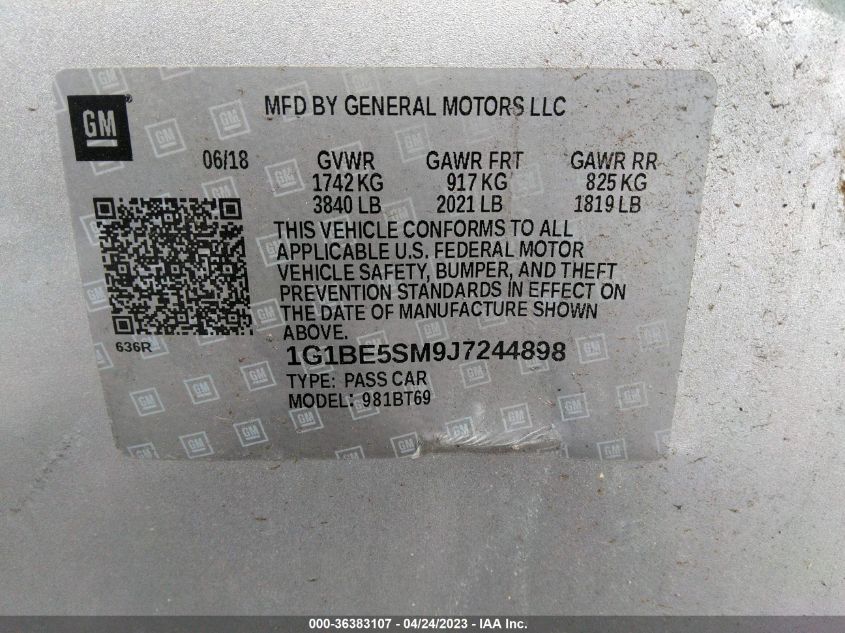 GM
MFD BY GENERAL MOTORS LLC
06/18 GVWR GAWR FRT GAWR RR
1742 KG 917 KG 825 KG
3840 LB 2021 LB 1819 LB
THIS VEHICLE CONFORMS TO ALL
APPLICABLE U.S. FEDERAL MOTOR
VEHICLE SAFETY, BUMPER, AND THEFT
PREVENTION STANDARDS IN EFFECT ON
THE DATE OF MANUFACTURE SHOWN
ABOVE.
636R
1G1BE5SM9J7244898
TYPE: PASS CAR
MODEL: 981BT69
000-36383107 - 04/24/2023 - IAA Inc.